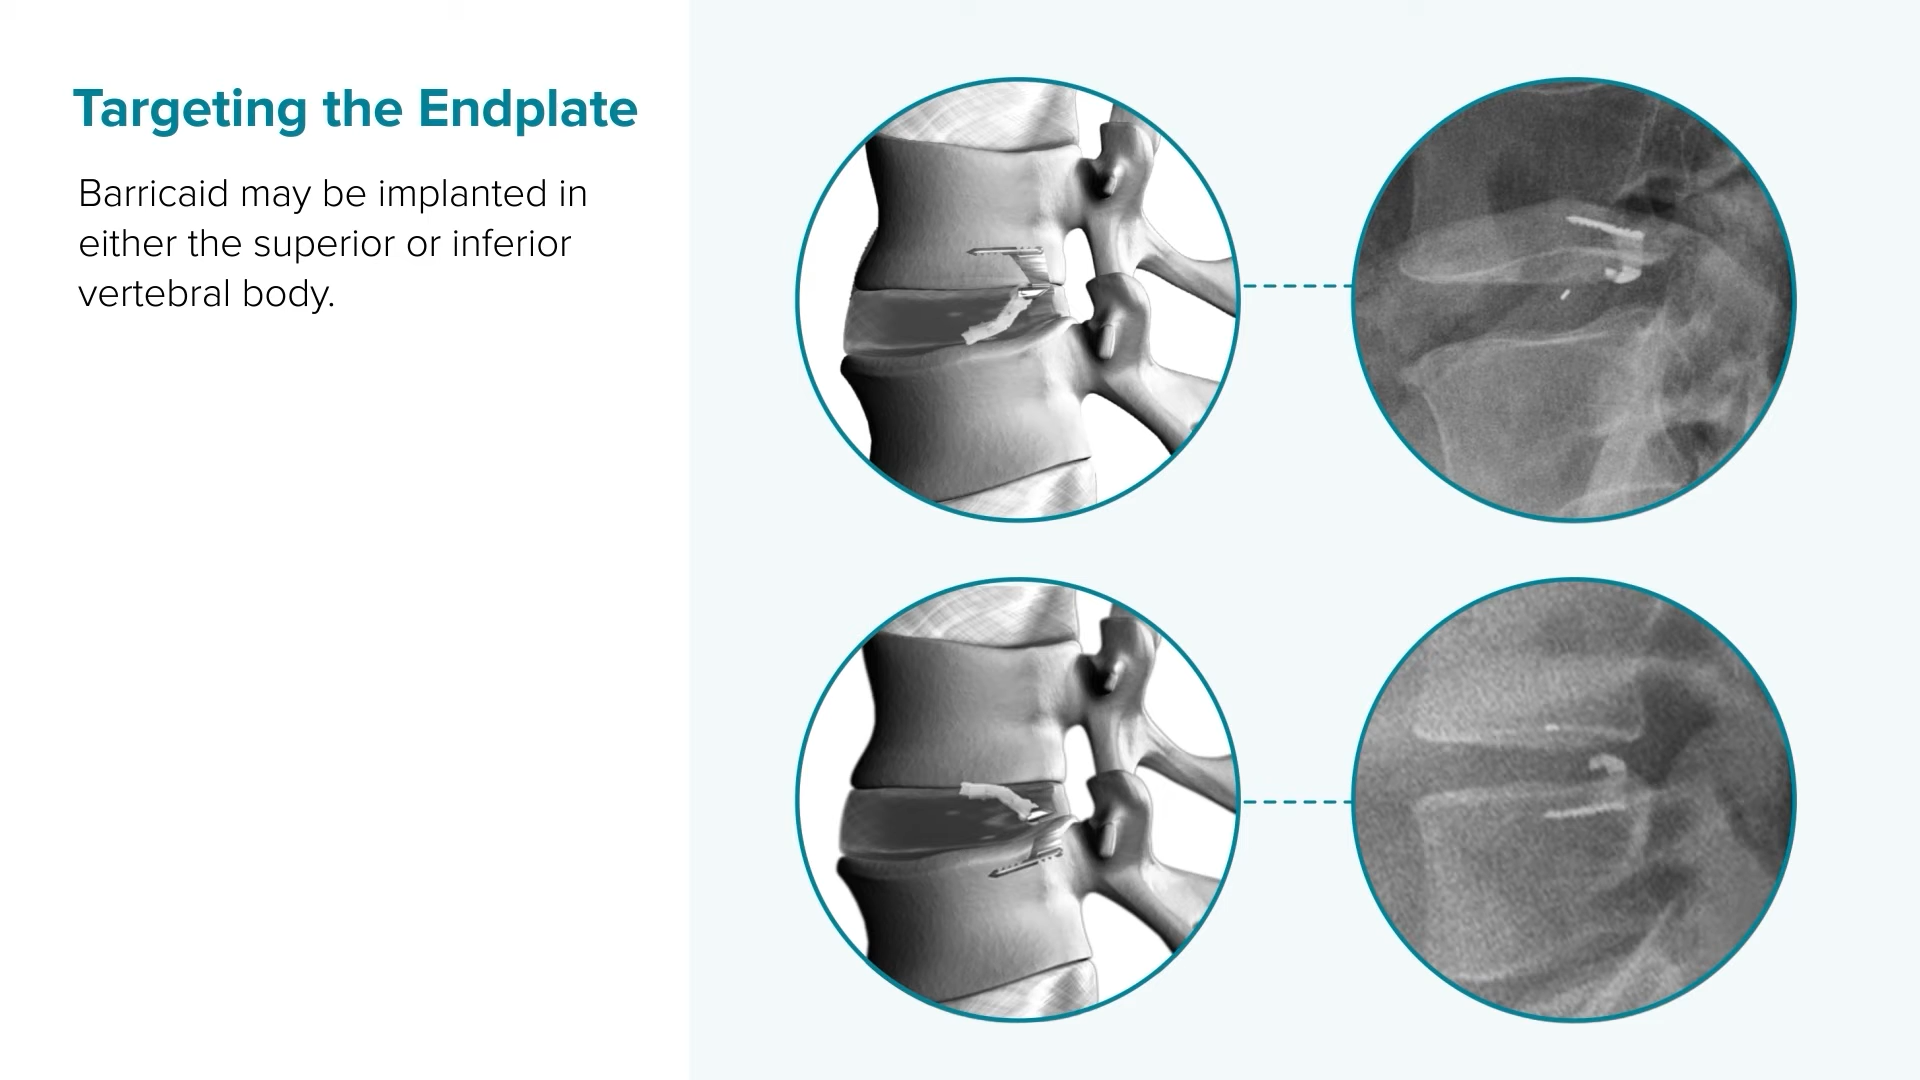 Targeting the Endplate
Barricaid may be implanted in
either the superior or inferior
vertebral body.